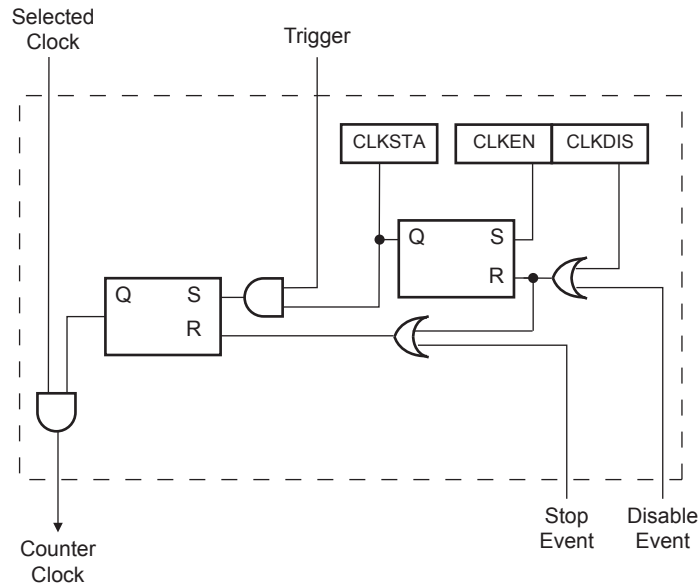 Selected
Clock
Trigger
CLKSTA
CLKEN
CLKDIS
Q
S
R
Q
S
R
Stop
Event
Disable
Event
Counter
Clock